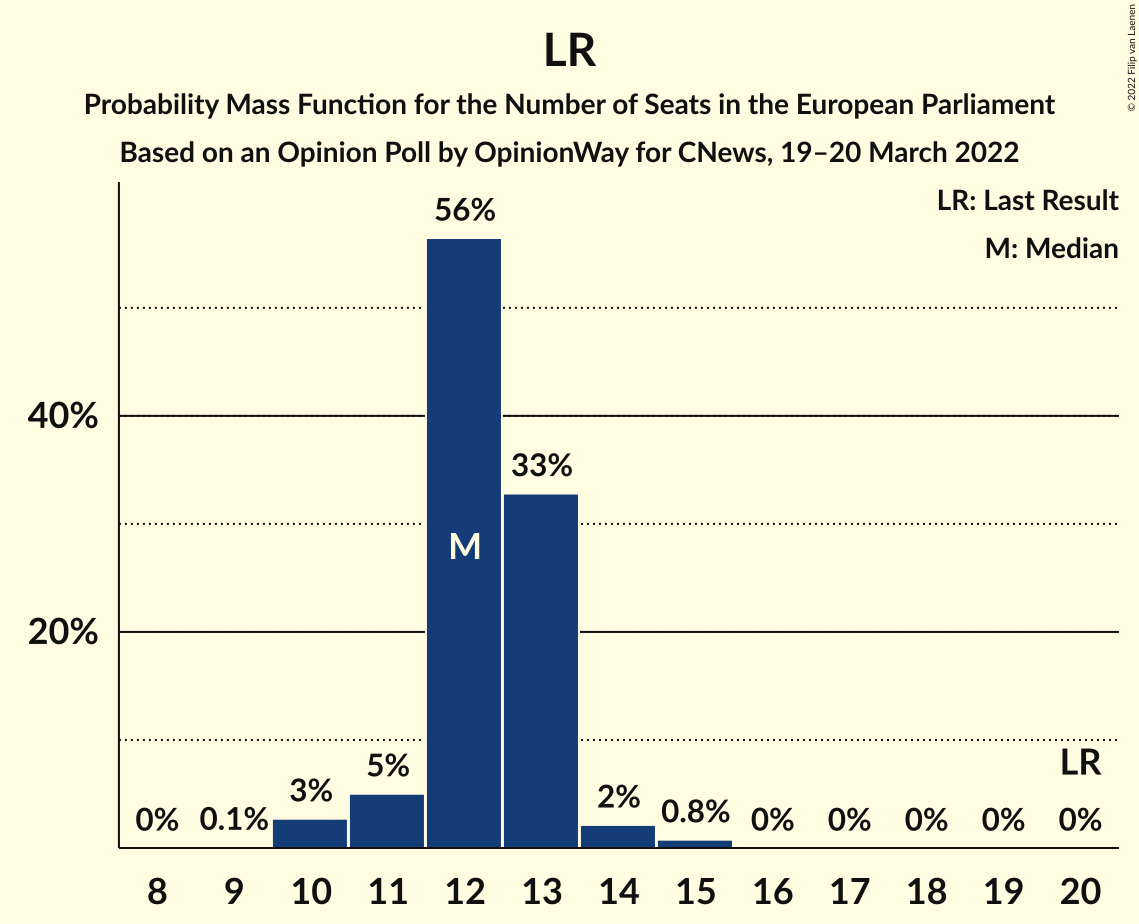 LR
Probability Mass Function for the Number of Seats in the European Parliament
Based on an Opinion Poll by OpinionWay for CNews, 19–20 March 2022
© 2022 Filip van Laenen
LR: Last Result
M: Median
56%
40%
33%
M
20%
LR
5%
3%
2%
0.8%
0% 0.1% 0% 0% 0% 0% 0%
8 9 10 11 12 13 14 15 16 17 18 19 20